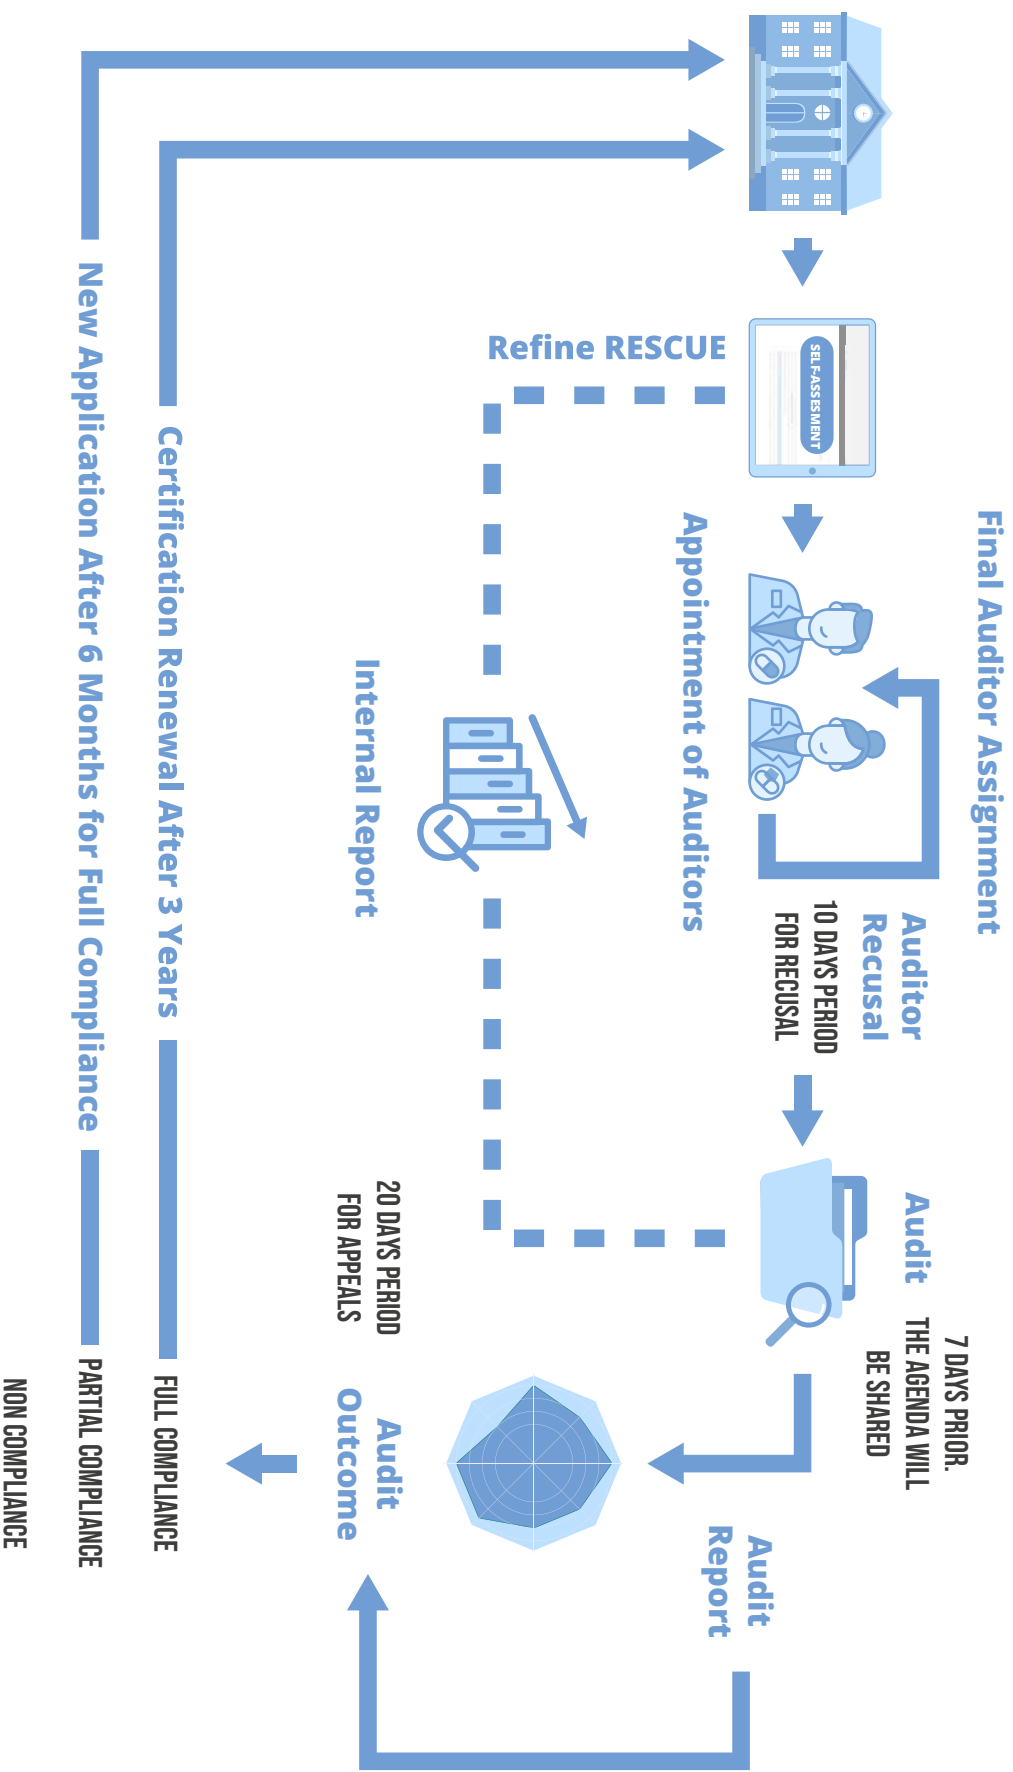 Final Auditor Assignment
Refine RESCUE
SELF-ASSESMENT
Appointment of Auditors
Auditor
Recusal
10 DAYS PERIOD
FOR RECUSAL
Audit
7 DAYS PRIOR.
THE AGENDA WILL
BE SHARED
Internal Report
Audit
Report
20 DAYS PERIOD
FOR APPEALS
Audit
Outcome
Certification Renewal After 3 Years
FULL COMPLIANCE
New Application After 6 Months for Full Compliance
PARTIAL COMPLIANCE
NON COMPLIANCE